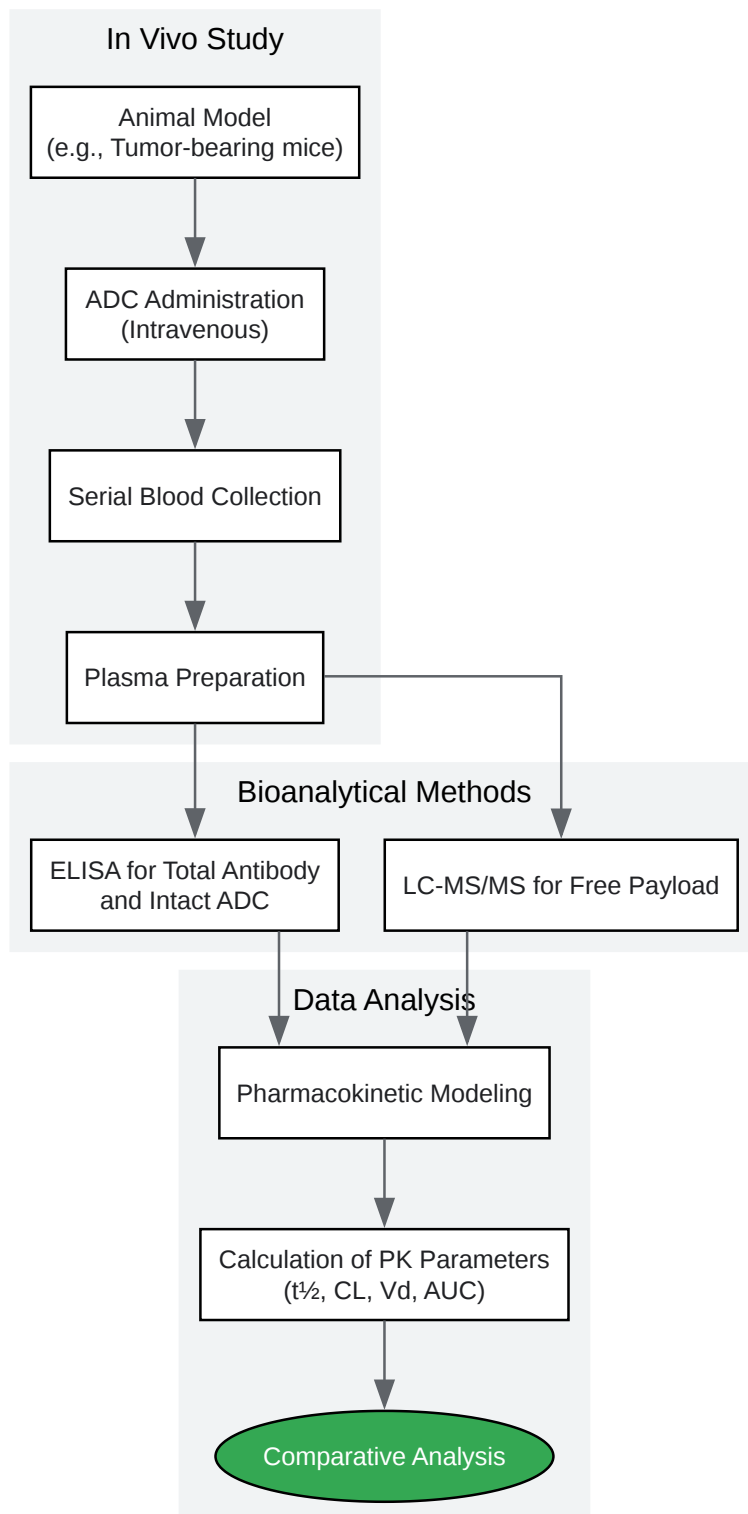 In Vivo Study
Animal Model
(e.g., Tumor-bearing mice)
ADC Administration
(Intravenous)
Serial Blood Collection
Plasma Preparation
Bioanalytical Methods
ELISA for Total Antibody
and Intact ADC
LC-MS/MS for Free Payload
Data Analysis
Pharmacokinetic Modeling
Calculation of PK Parameters
(t½, CL, Vd, AUC)
Comparative Analysis